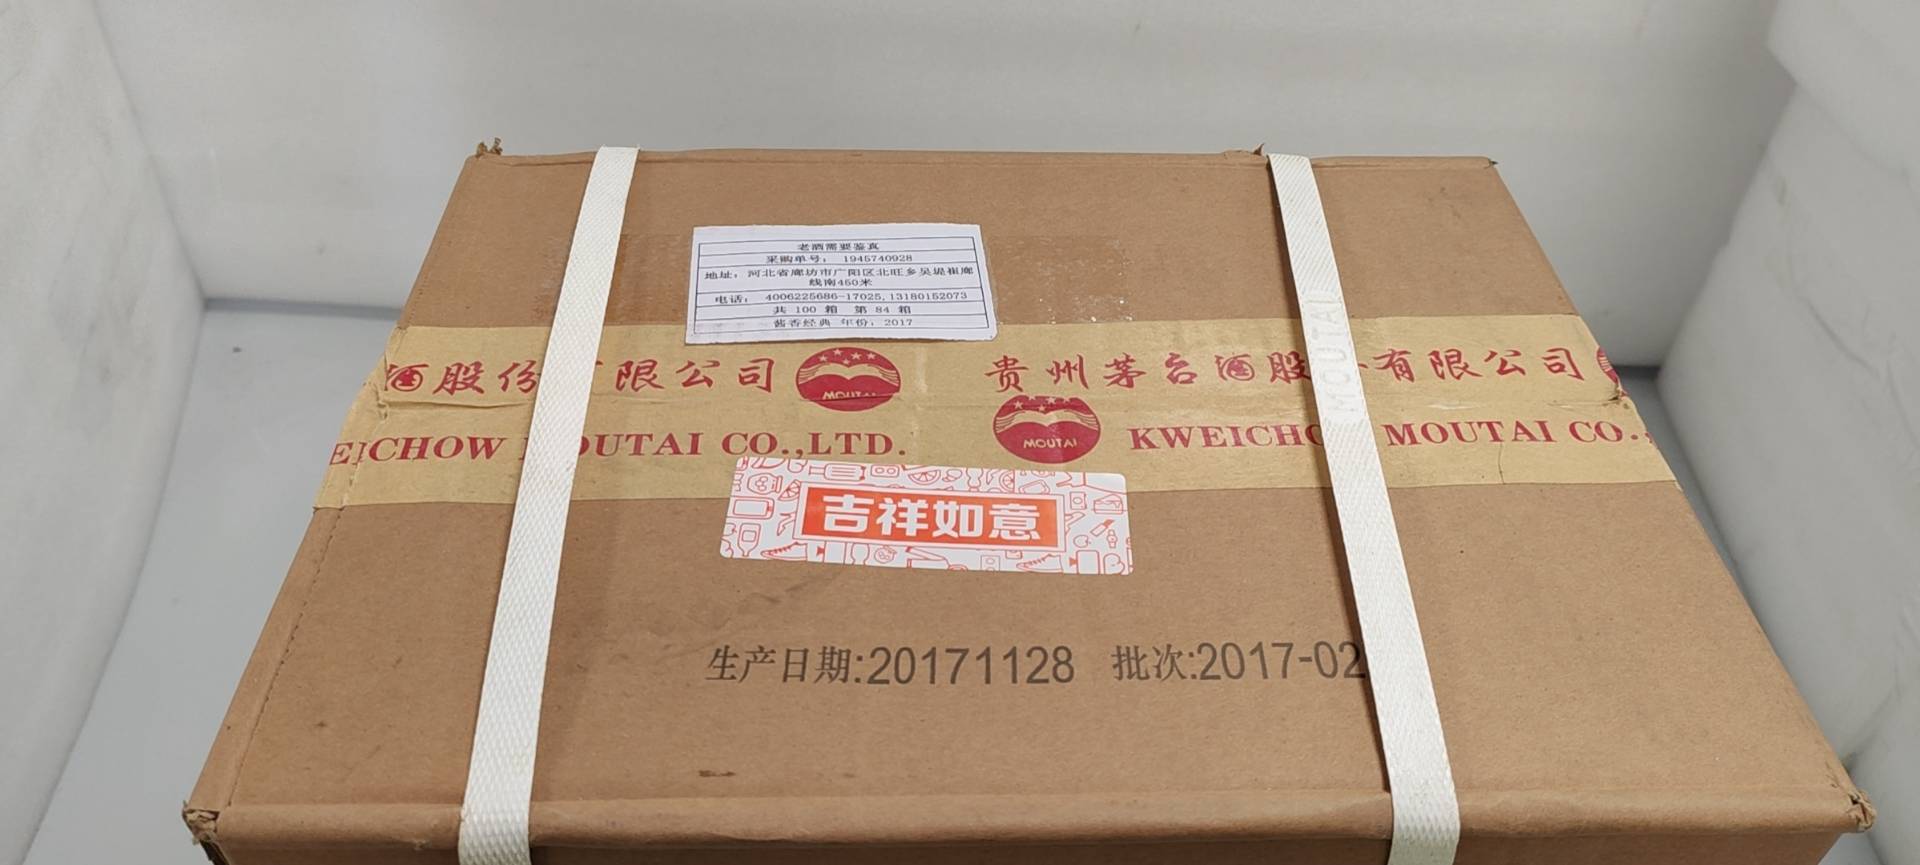 老酒需要鉴真
采购单号： 1945740928
地址：河北省廊坊市广阳区北旺乡吴堤崔廊
线南450米
电话： 4006225686-17025,13180152073
共 100 箱 第 84 箱
酱香经典 年份：2017
酒股份有限公司
MOUTAI
贵州茅台酒股份有限公司
EICHOW MOUTAI CO.,LTD.
MOUTAI
KWEICHOW MOUTAI CO.,
MOUTAI
吉祥如意
生产日期:20171128 批次:2017-02